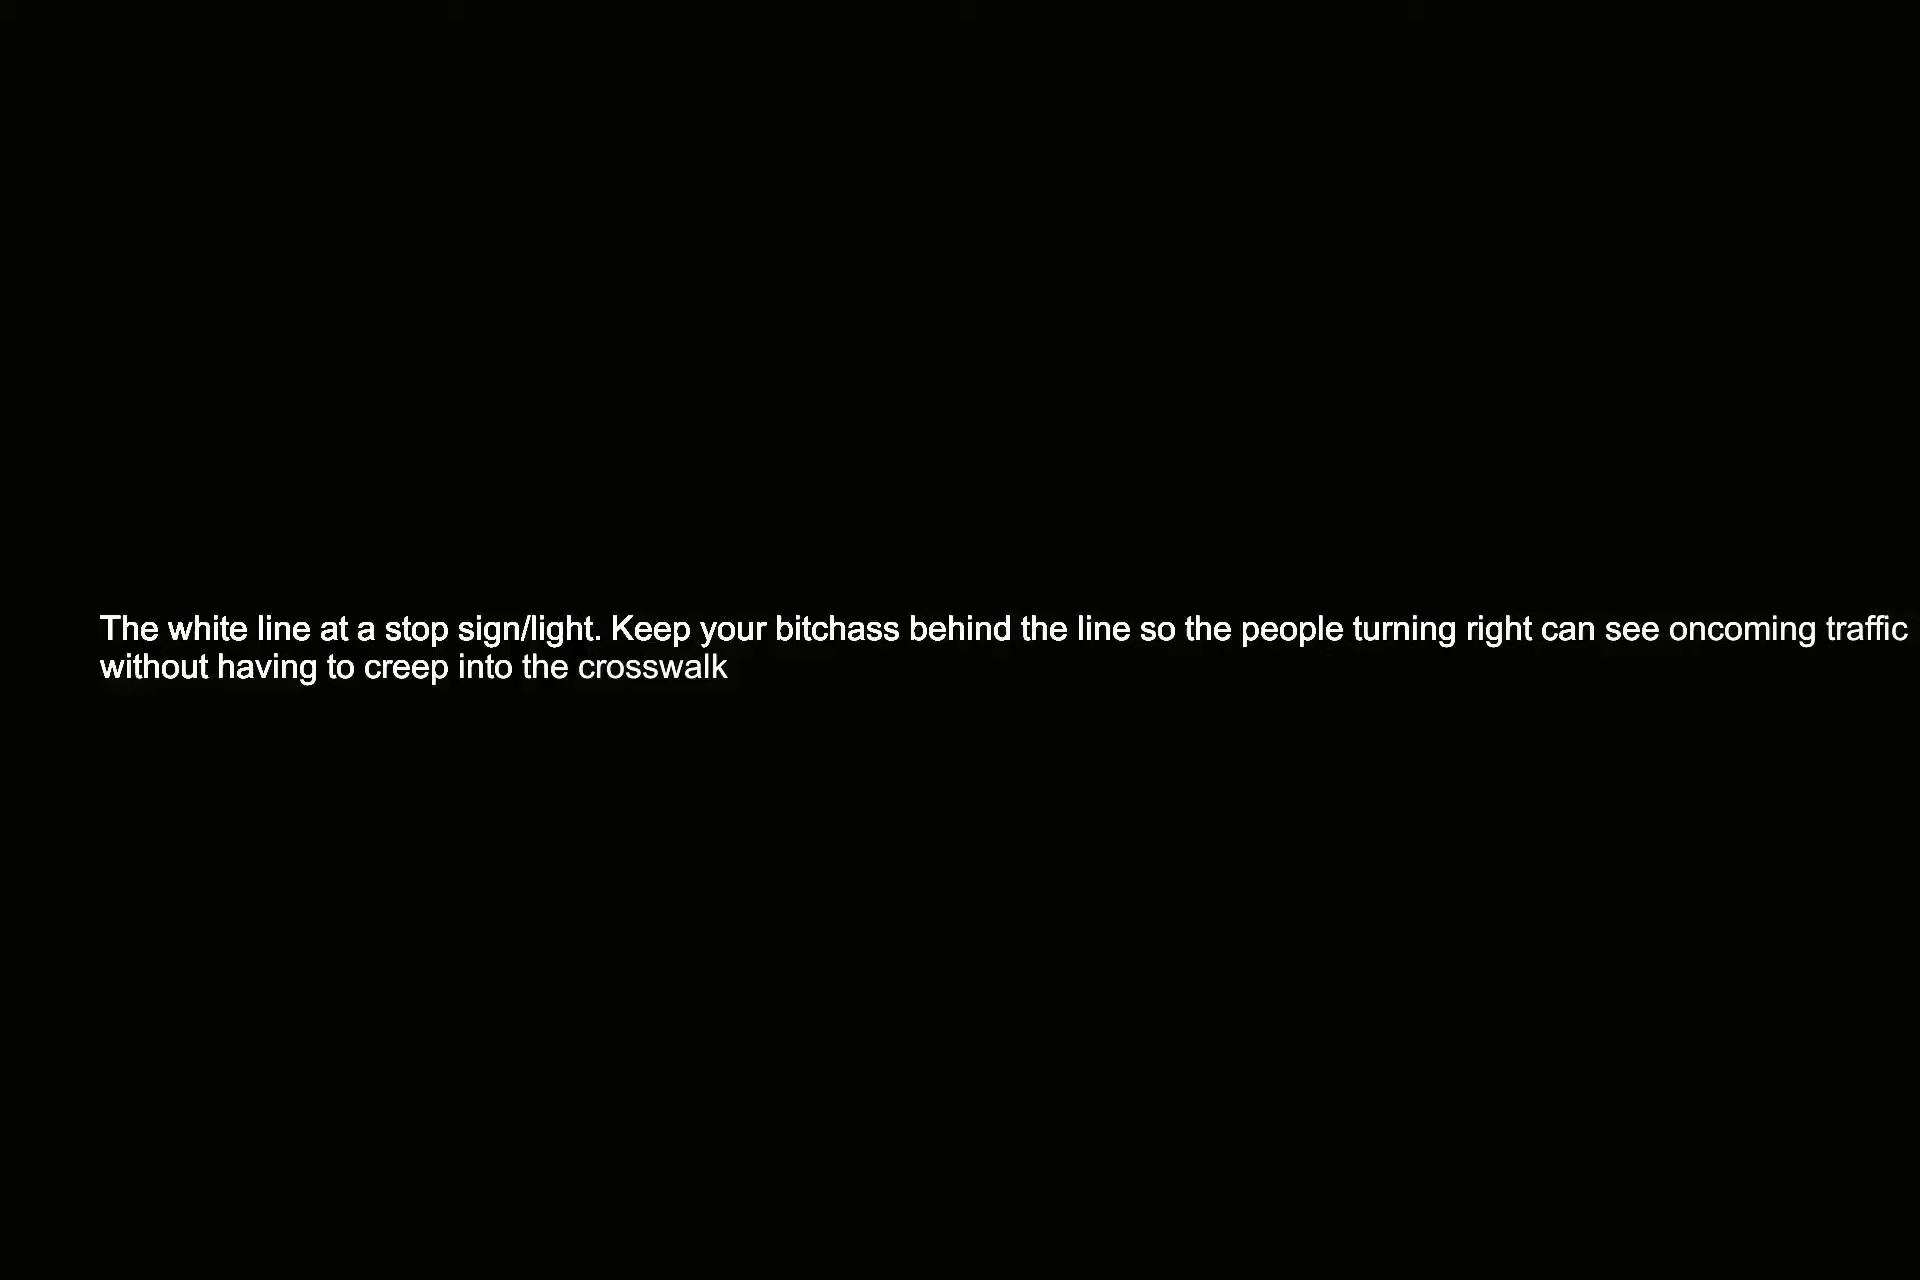 The white line at a stop sign/light. Keep your bitchass behind the line so the people turning right can see oncoming traffic
without having to creep into the crosswalk